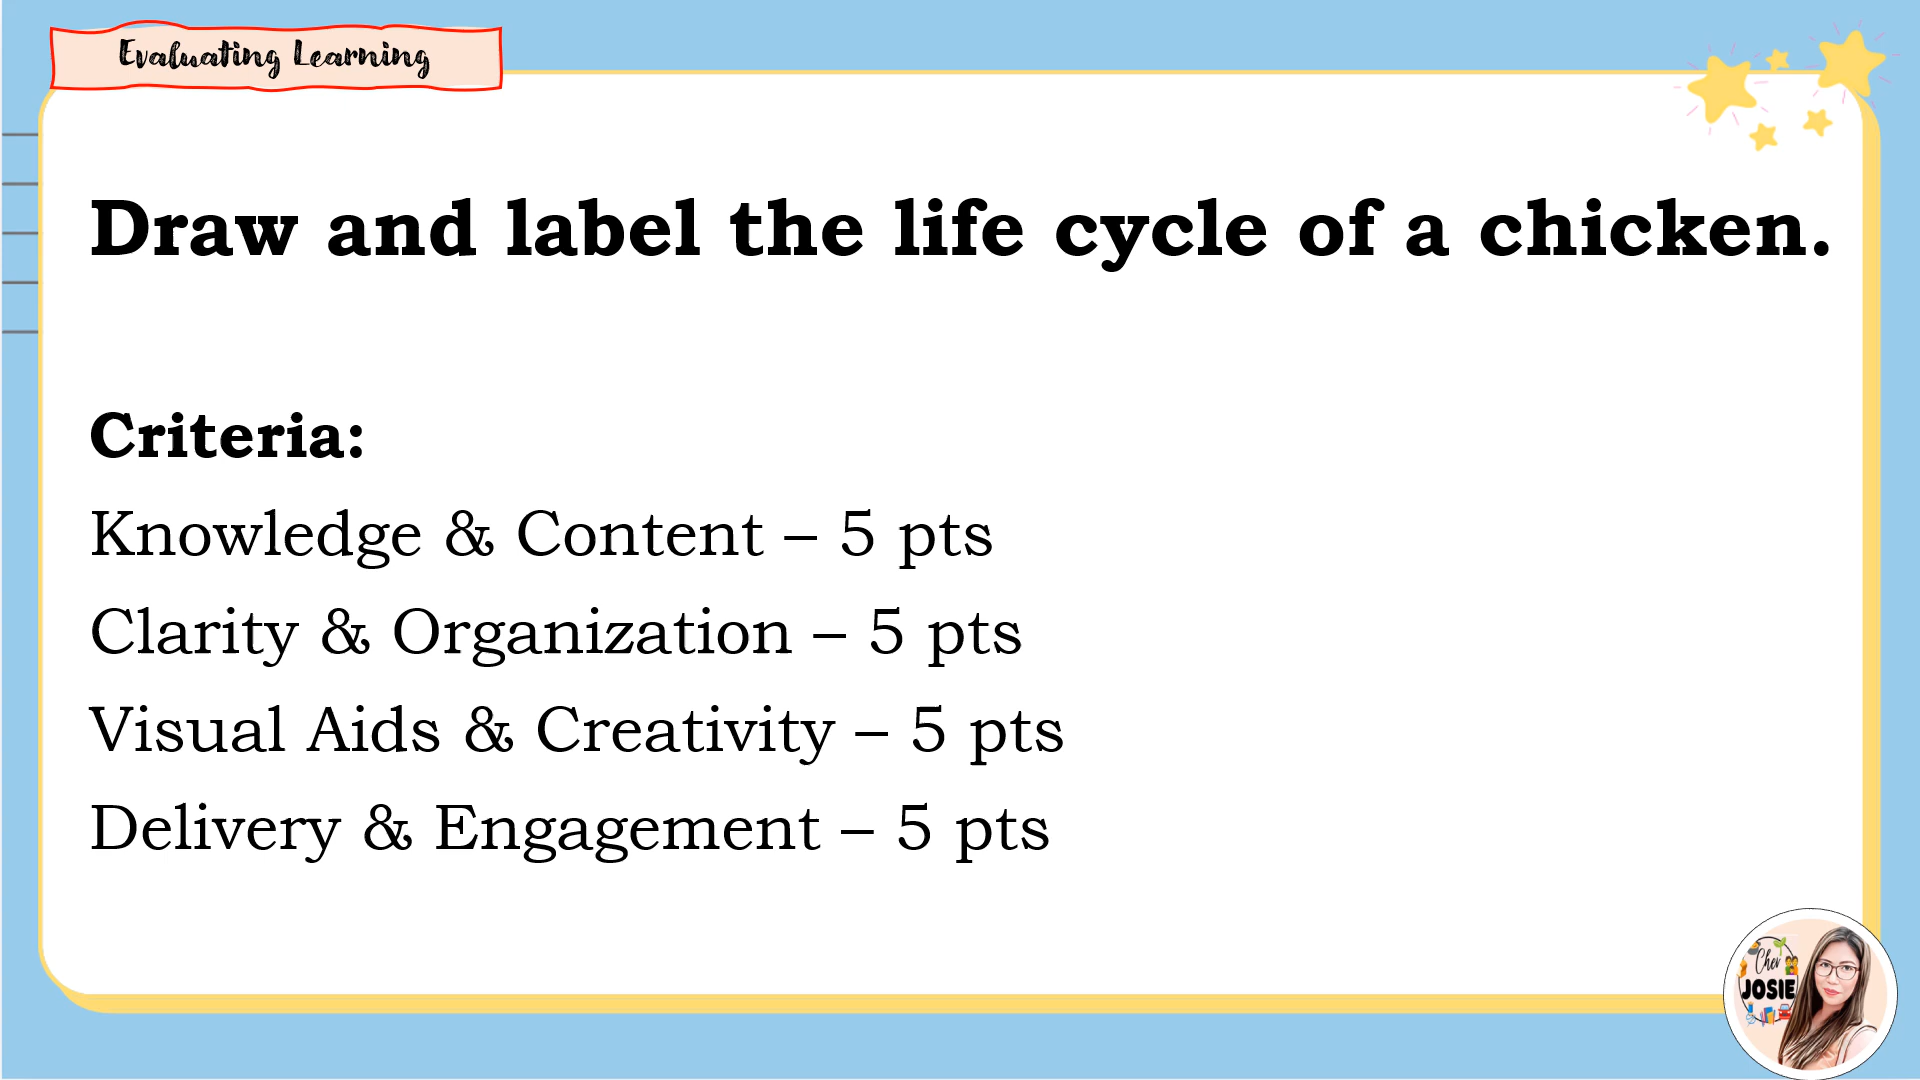 Evaluating Learning
Draw and label the life cycle of a chicken.
Criteria:
Knowledge & Content – 5 pts
Clarity & Organization – 5 pts
Visual Aids & Creativity – 5 pts
Delivery & Engagement – 5 pts
Cher
JOSIE